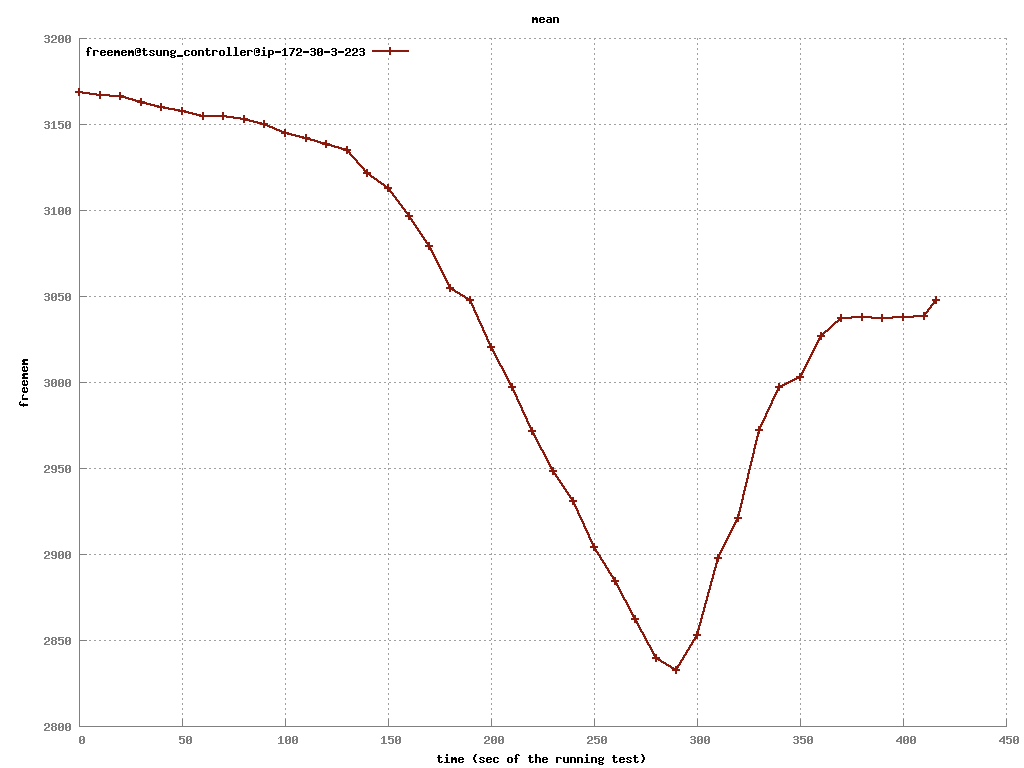 mean
freemem@tsung_controller@ip-172-30-3-223
3200
3150
3100
3050
3000
2950
2900
2850
2800
freemem
0 50 100 150 200 250 300 350 400 450
time (sec of the running test)